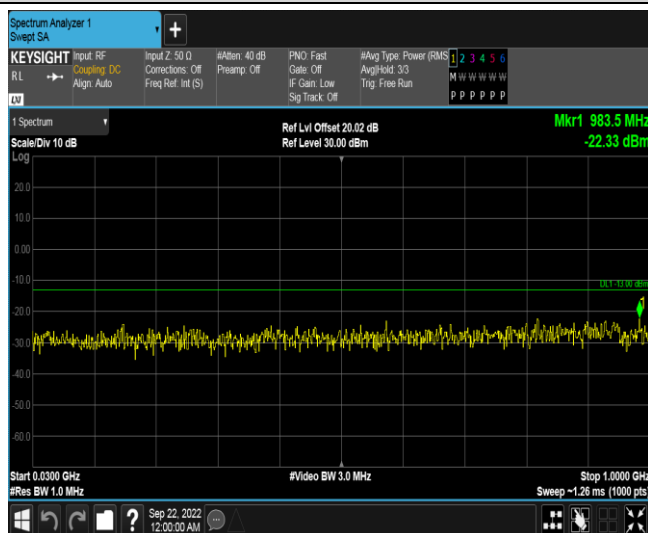 Spectrum Analyzer 1
Swept SA
+
KEYSIGHT
RL
LXI
Input: RF
Coupling: DC
Align: Auto
Input Z: 50 Ω
Corrections: Off
Freq Ref: Int (S)
#Atten: 40 dB
Preamp: Off
PNO: Fast
Gate: Off
IF Gain: Low
Sig Track: Off
#Avg Type: Power (RMS
Avg|Hold: 3/3
Trig: Free Run
1 2 3 4 5 6
M W W W W W
P P P P P P
1 Spectrum
Scale/Div 10 dB
Ref Lvl Offset 20.02 dB
Ref Level 30.00 dBm
Mkr1 983.5 MHz
-22.33 dBm
Log
20.0
10.0
0.00
-10.0
DL1 -13.00 dBm
1
-20.0
-30.0
-40.0
-50.0
-60.0
Start 0.0300 GHz
#Res BW 1.0 MHz
#Video BW 3.0 MHz
Stop 1.0000 GHz
Sweep ~1.26 ms (1000 pts)
?
Sep 22, 2022
12:00:00 AM